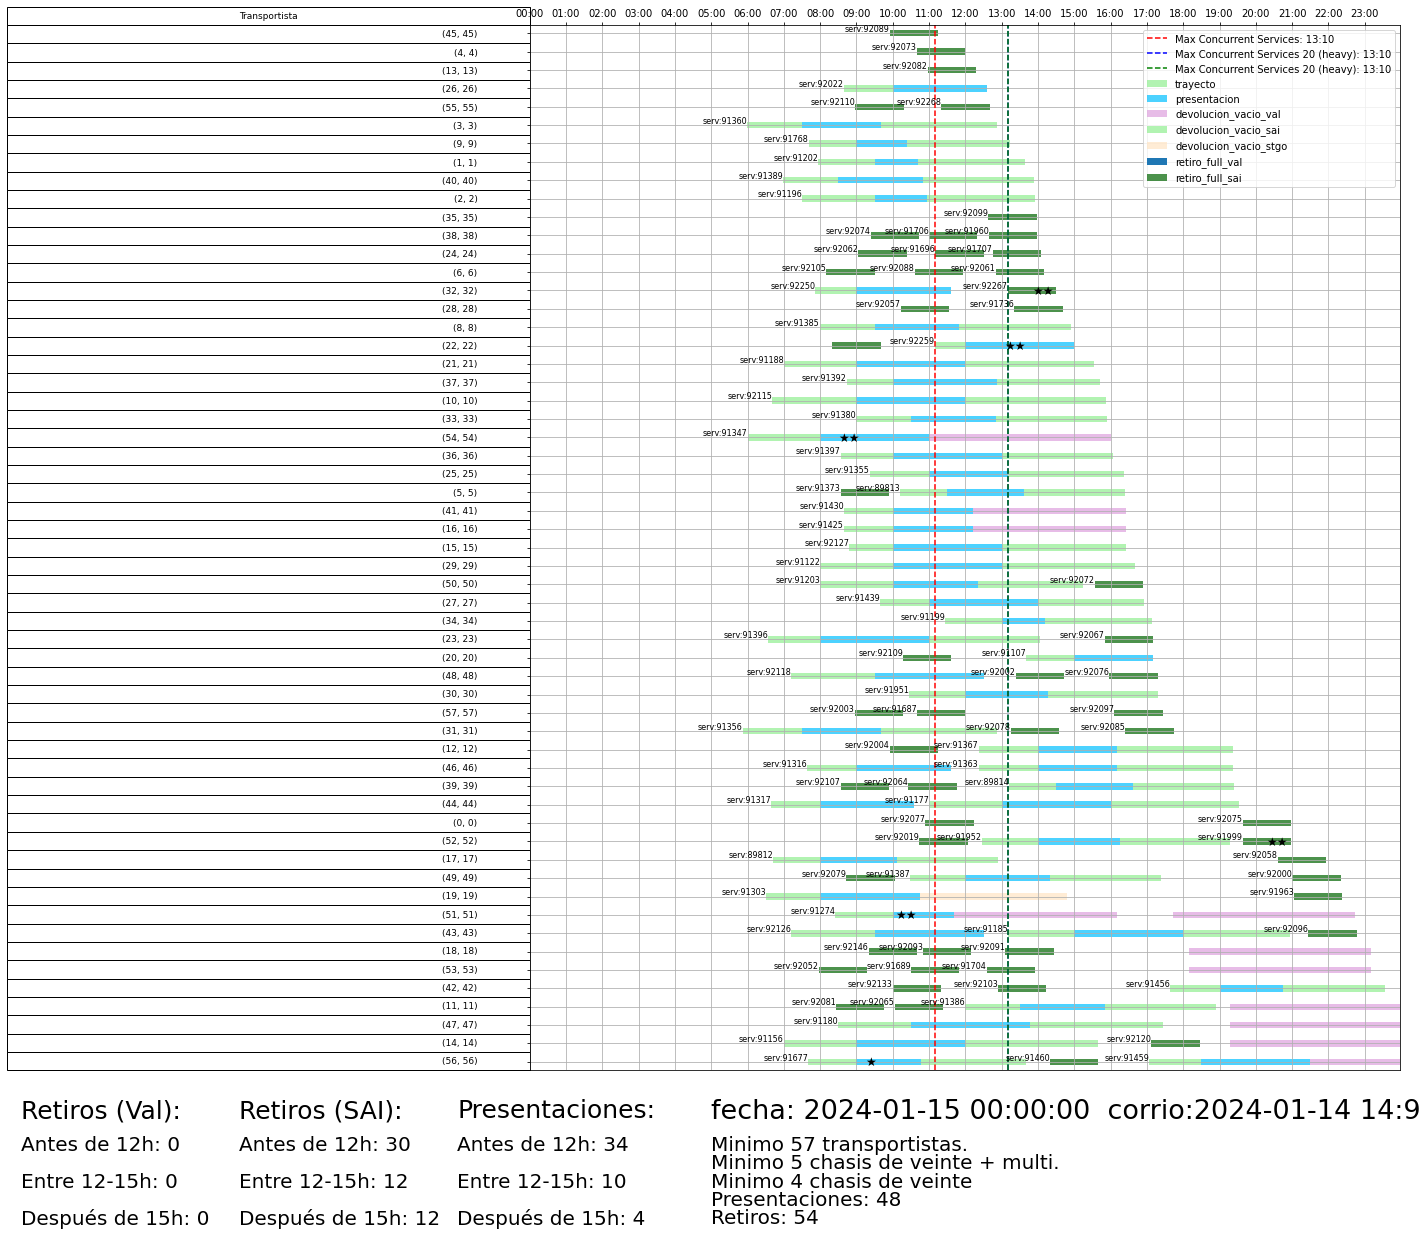 Transportista
00:00 01:00 02:00 03:00 04:00 05:00 06:00 07:00 08:00 09:00 10:00 11:00 12:00 13:00 14:00 15:00 16:00 17:00 18:00 19:00 20:00 21:00 22:00 23:00
(45, 45) serv:92089
(4, 4) serv:92073
(13, 13) serv:92082
(26, 26) serv:92022
(55, 55) serv:92110 serv:92268
(3, 3) serv:91360
(9, 9) serv:91768
(1, 1) serv:91202
(40, 40) serv:91389
(2, 2) serv:91196
(35, 35) serv:92099
(38, 38) serv:92074 serv:91706 serv:91960
(24, 24) serv:92062 serv:91696 serv:91707
(6, 6) serv:92105 serv:92088 serv:92061
(32, 32) serv:92250 serv:92267
(28, 28) serv:92057 serv:91736
(8, 8) serv:91385
(22, 22) serv:92259
(21, 21) serv:91188
(37, 37) serv:91392
(10, 10) serv:92115
(33, 33) serv:91380
(54, 54) serv:91347
(36, 36) serv:91397
(25, 25) serv:91355
(5, 5) serv:91373 serv:89813
(41, 41) serv:91430
(16, 16) serv:91425
(15, 15) serv:92127
(29, 29) serv:91122
(50, 50) serv:91203 serv:92072
(27, 27) serv:91439
(34, 34) serv:91199
(23, 23) serv:91396 serv:92067
(20, 20) serv:92109 serv:91107
(48, 48) serv:92118 serv:92002 serv:92076
(30, 30) serv:91951
(57, 57) serv:92003 serv:91687 serv:92097
(31, 31) serv:91356 serv:92078 serv:92085
(12, 12) serv:92004 serv:91367
(46, 46) serv:91316 serv:91363
(39, 39) serv:92107 serv:92064 serv:89814
(44, 44) serv:91317 serv:91177
(0, 0) serv:92077 serv:92075
(52, 52) serv:92019 serv:91952 serv:91999
(17, 17) serv:89812 serv:92058
(49, 49) serv:92079 serv:91387 serv:92000
(19, 19) serv:91303 serv:91963
(51, 51) serv:91274
(43, 43) serv:92126 serv:91185 serv:92096
(18, 18) serv:92146 serv:92093 serv:92091
(53, 53) serv:92052 serv:91689 serv:91704
(42, 42) serv:92133 serv:92103 serv:91456
(11, 11) serv:92081 serv:92065 serv:91386
(47, 47) serv:91180
(14, 14) serv:91156 serv:92120
(56, 56) serv:91677 serv:91460 serv:91459
Max Concurrent Services: 13:10
Max Concurrent Services 20 (heavy): 13:10
Max Concurrent Services 20 (heavy): 13:10
trayecto
presentacion
devolucion_vacio_val
devolucion_vacio_sai
devolucion_vacio_stgo
retiro_full_val
retiro_full_sai
Retiros (Val):
Antes de 12h: 0
Entre 12-15h: 0
Después de 15h: 0
Retiros (SAI):
Antes de 12h: 30
Entre 12-15h: 12
Después de 15h: 12
Presentaciones:
Antes de 12h: 34
Entre 12-15h: 10
Después de 15h: 4
fecha: 2024-01-15 00:00:00 corrio:2024-01-14 14:9
Minimo 57 transportistas.
Minimo 5 chasis de veinte + multi.
Minimo 4 chasis de veinte
Presentaciones: 48
Retiros: 54